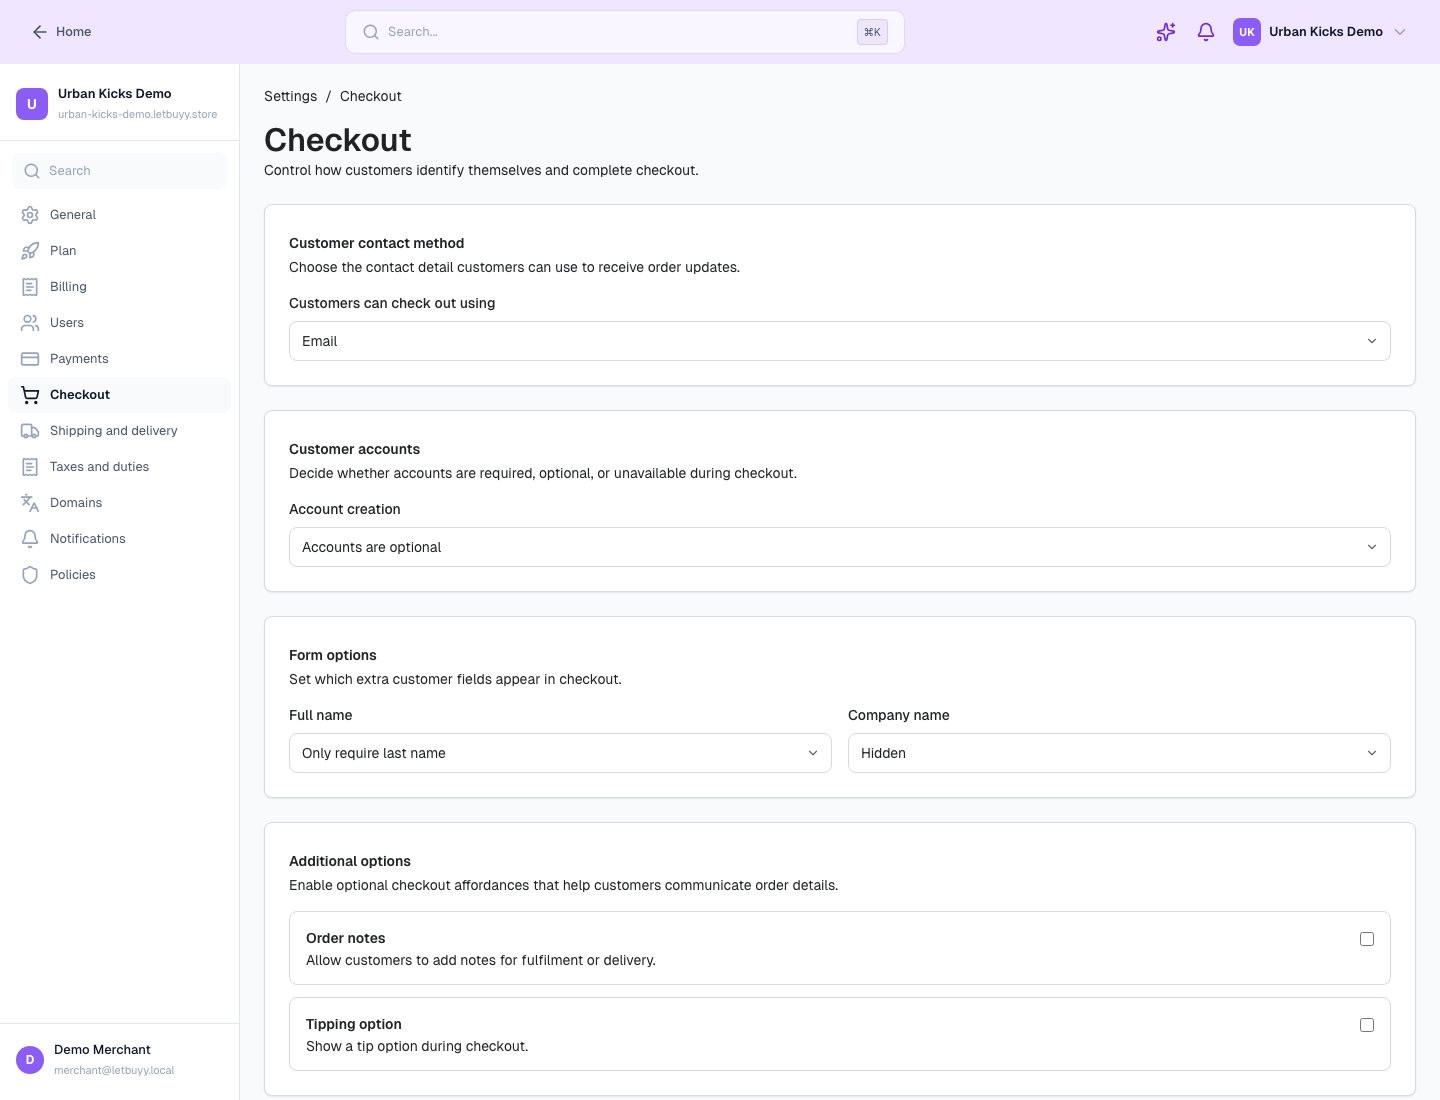 Home
Search...
⌘K
UK
Urban Kicks Demo
U
Urban Kicks Demo
urban-kicks-demo.letbuyy.store
Search
General
Plan
Billing
Users
Payments
Checkout
Shipping and delivery
Taxes and duties
Domains
Notifications
Policies
D
Demo Merchant
merchant@letbuyy.local
Settings / Checkout
Checkout
Control how customers identify themselves and complete checkout.
Customer contact method
Choose the contact detail customers can use to receive order updates.
Customers can check out using
Email
Customer accounts
Decide whether accounts are required, optional, or unavailable during checkout.
Account creation
Accounts are optional
Form options
Set which extra customer fields appear in checkout.
Full name
Only require last name
Company name
Hidden
Additional options
Enable optional checkout affordances that help customers communicate order details.
Order notes
Allow customers to add notes for fulfilment or delivery.
Tipping option
Show a tip option during checkout.